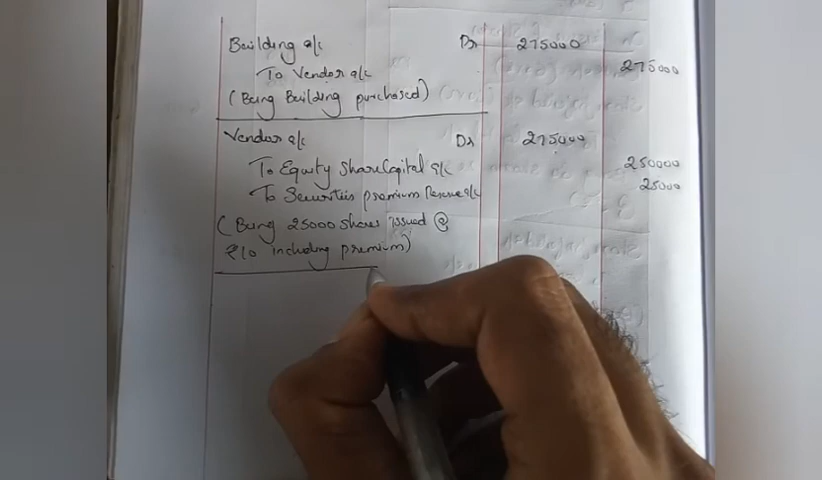 Building a/c Dr 275000
To Vendor a/c 275000
(Being Building purchased)
Vendor a/c Dr 275000
To Equity Share Capital a/c 250000
To Securities premium Reserve a/c 25000
(Being 25000 shares issued @
₹10 including premium)